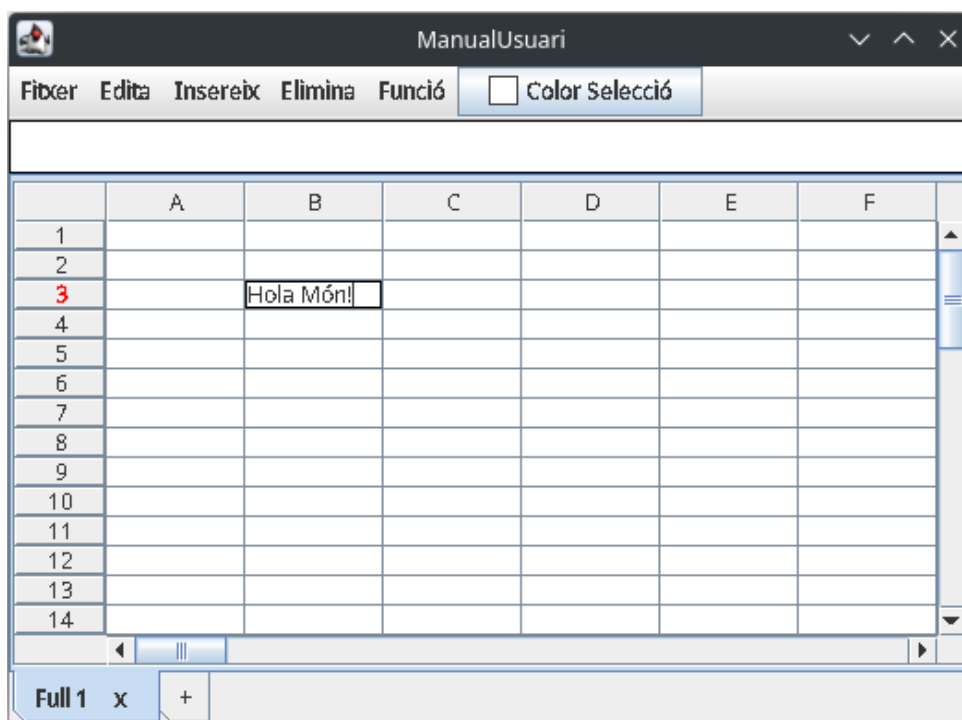 ManualUsuari
Fitxer Edita Insereix Elimina Funció Color Selecció
A B C D E F
1
2
3 Hola Món!
4
5
6
7
8
9
10
11
12
13
14
Full 1 x +